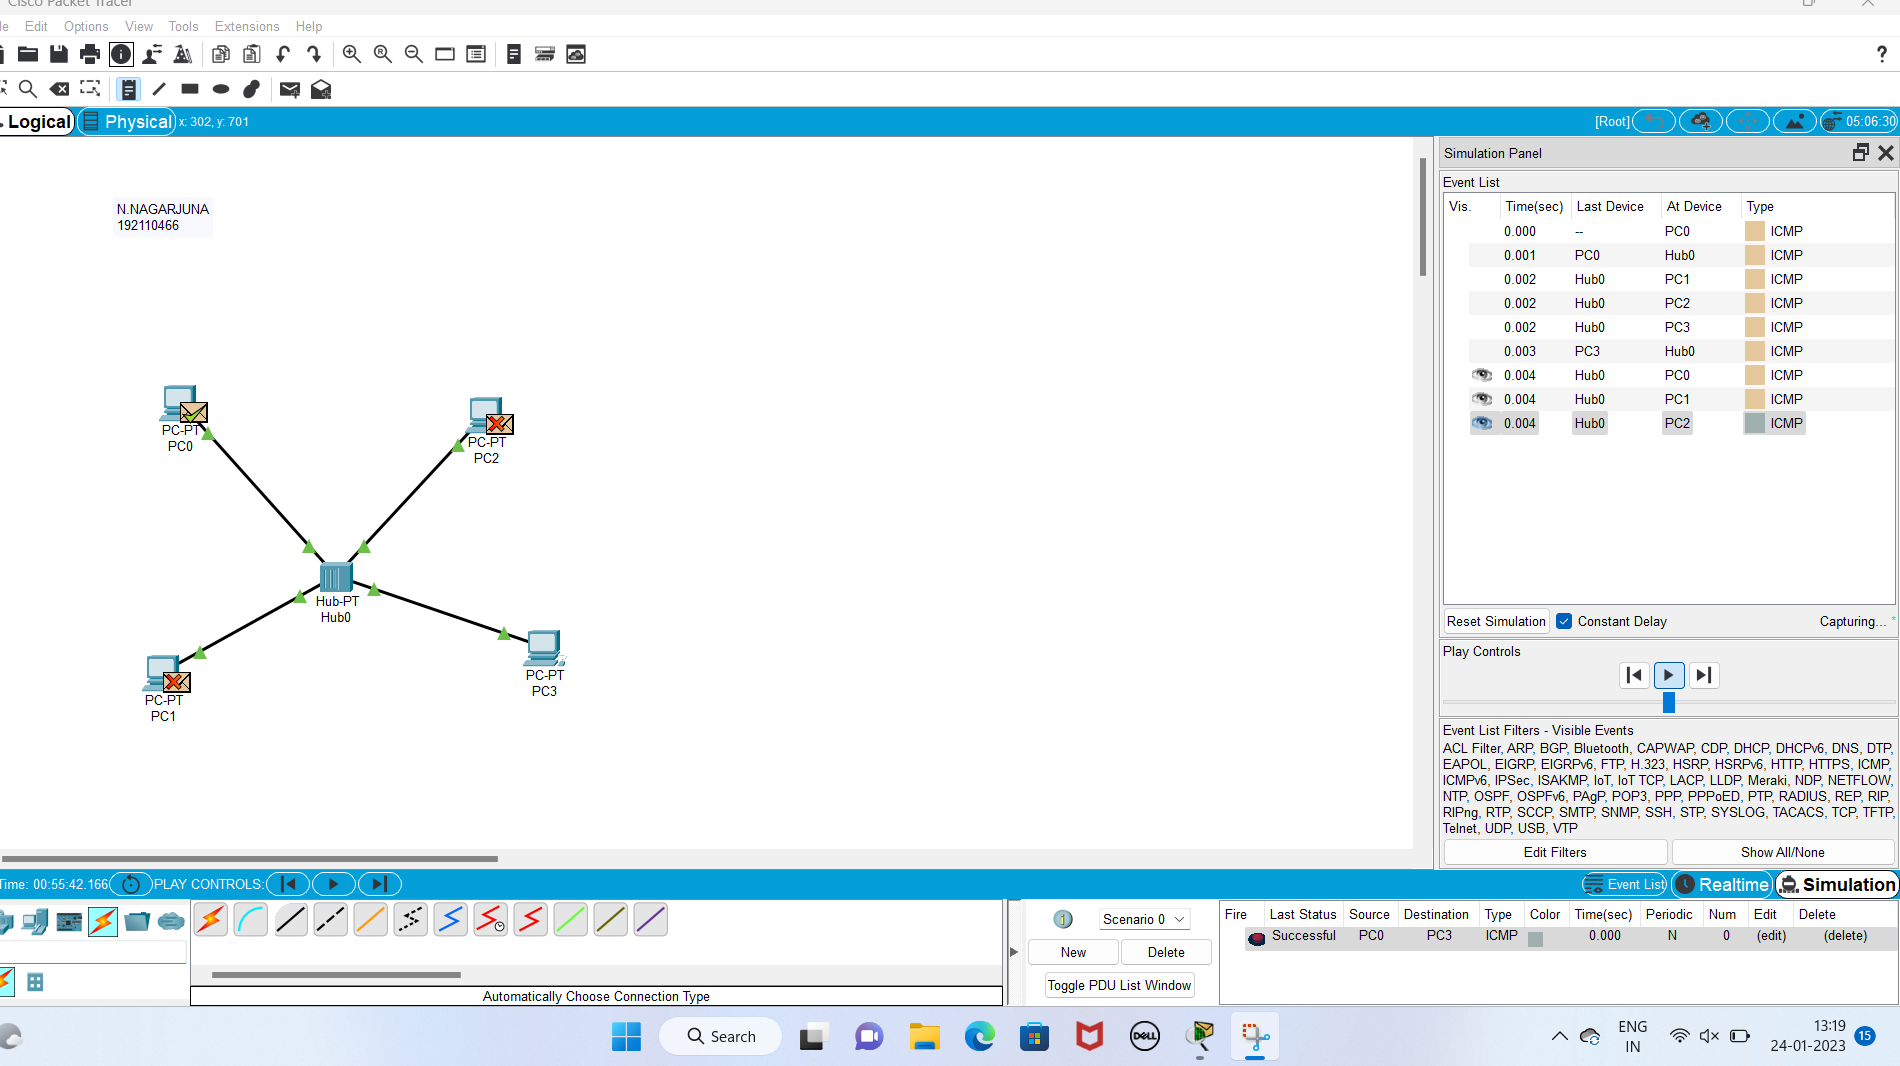 Cisco Packet Tracer
Edit Options View Tools Extensions Help
?
Logical Physical x: 302, y: 701 [Root] 05:06:30
Simulation Panel
Event List
Vis. Time(sec) Last Device At Device Type
0.000 -- PC0 ICMP
0.001 PC0 Hub0 ICMP
0.002 Hub0 PC1 ICMP
0.002 Hub0 PC2 ICMP
0.002 Hub0 PC3 ICMP
0.003 PC3 Hub0 ICMP
0.004 Hub0 PC0 ICMP
0.004 Hub0 PC1 ICMP
0.004 Hub0 PC2 ICMP
Reset Simulation Constant Delay Capturing... *
Play Controls
Event List Filters - Visible Events
ACL Filter, ARP, BGP, Bluetooth, CAPWAP, CDP, DHCP, DHCPv6, DNS, DTP,
EAPOL, EIGRP, EIGRPv6, FTP, H.323, HSRP, HSRPv6, HTTP, HTTPS, ICMP,
ICMPv6, IPSec, ISAKMP, IoT, IoT TCP, LACP, LLDP, Meraki, NDP, NETFLOW,
NTP, OSPF, OSPFv6, PAgP, POP3, PPP, PPPoED, PTP, RADIUS, REP, RIP,
RIPng, RTP, SCCP, SMTP, SNMP, SSH, STP, SYSLOG, TACACS, TCP, TFTP,
Telnet, UDP, USB, VTP
Edit Filters Show All/None
N.NAGARJUNA
192110466
PC-PT
PC0
PC-PT
PC2
Hub-PT
Hub0
PC-PT
PC3
PC-PT
PC1
Time: 00:55:42.166 PLAY CONTROLS: Event List Realtime Simulation
Automatically Choose Connection Type
Scenario 0
New Delete
Toggle PDU List Window
Fire Last Status Source Destination Type Color Time(sec) Periodic Num Edit Delete
Successful PC0 PC3 ICMP 0.000 N 0 (edit) (delete)
Search
DELL
ENG
IN
13:19
24-01-2023
15